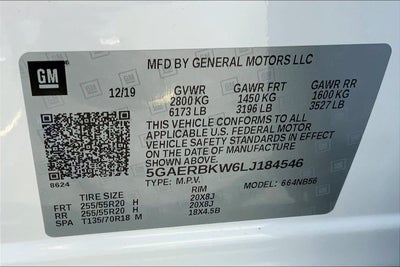 GM
MFD BY GENERAL MOTORS LLC
12/19 GVWR GAWR FRT GAWR RR
2800 KG 1450 KG 1600 KG
6173 LB 3196 LB 3527 LB
THIS VEHICLE CONFORMS TO ALL
APPLICABLE U.S. FEDERAL MOTOR
VEHICLE SAFETY STANDARDS IN
EFFECT ON THE DATE OF
MANUFACTURE SHOWN ABOVE.
8624
5GAERBKW6LJ184546
TYPE: M.P.V. MODEL: 664NB56
TIRE SIZE RIM
FRT 255/55R20 H 20X8J
RR 255/55R20 H 20X8J
SPA T135/70R18 M 18X4.5B